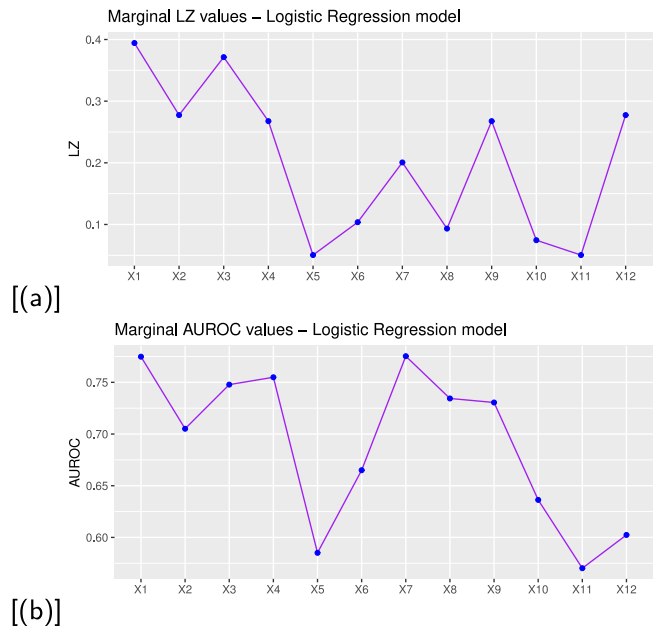 Marginal LZ values – Logistic Regression model
0.4
0.3
0.2
0.1
LZ
X1 X2 X3 X4 X5 X6 X7 X8 X9 X10 X11 X12
[(a)]
Marginal AUROC values – Logistic Regression model
0.75
0.70
0.65
0.60
AUROC
X1 X2 X3 X4 X5 X6 X7 X8 X9 X10 X11 X12
[(b)]